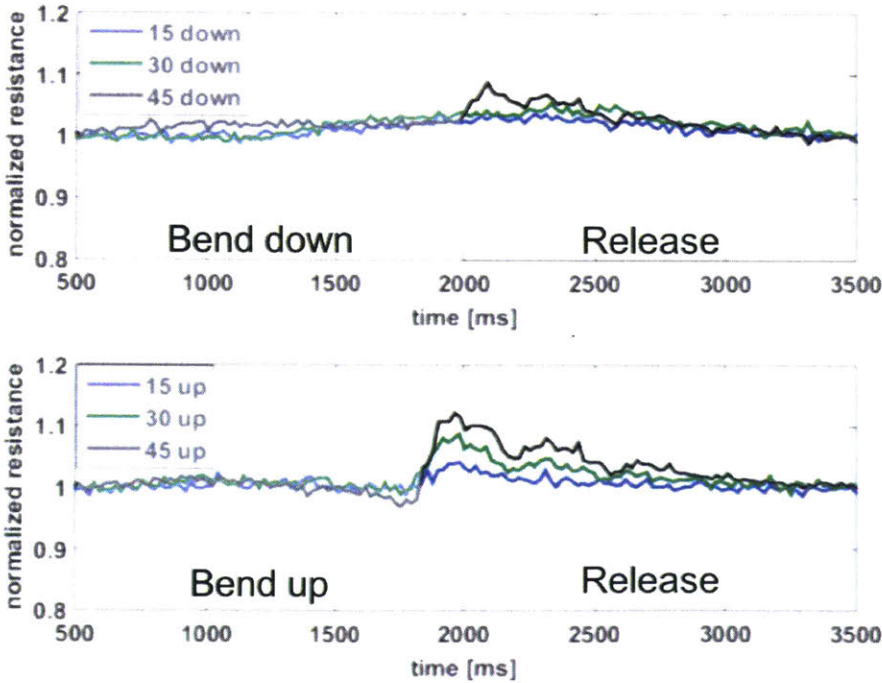 1.2
1.1
1
0.9
0.8
normalized resistance
15 down
30 down
45 down
Bend down
Release
500
1000
1500
2000
2500
3000
3500
time [ms]
1.2
1.1
1
0.9
0.8
normalized resistance
15 up
30 up
45 up
Bend up
Release
500
1000
1500
2000
2500
3000
3500
time [ms]